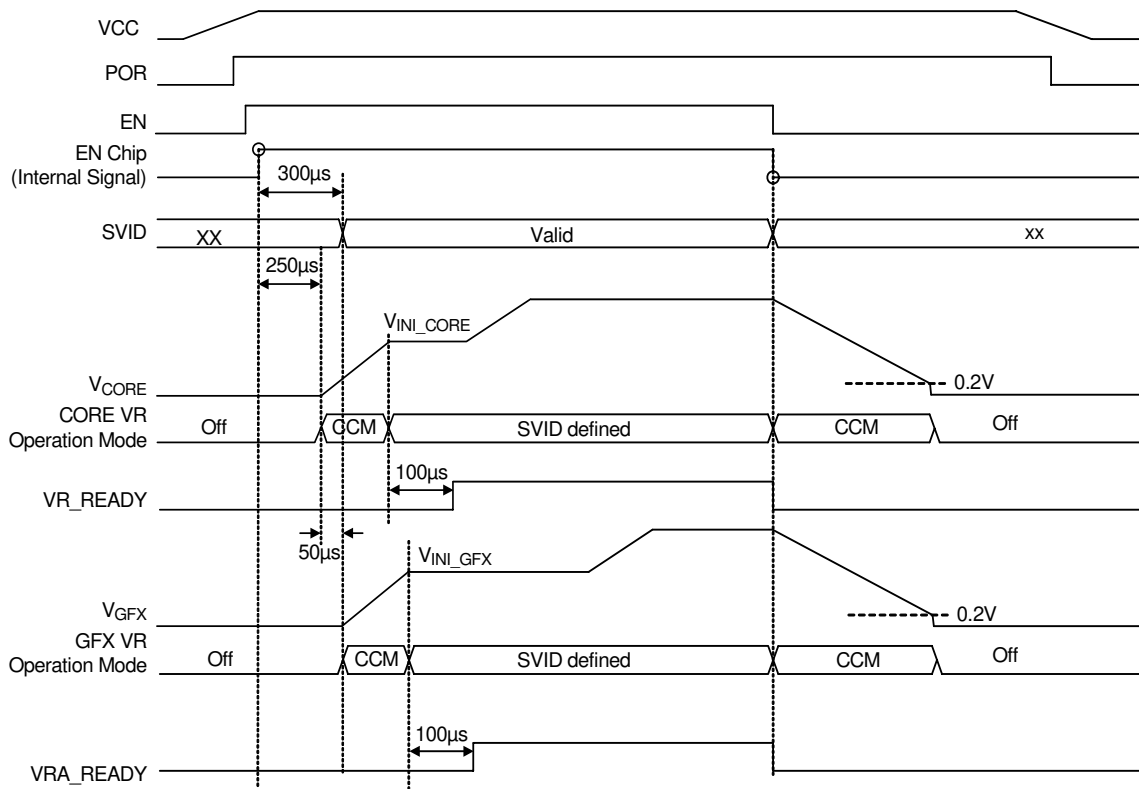 VCC
POR
EN
EN Chip
(Internal Signal)
300µs
SVID
XX
Valid
xx
250µs
VINI_CORE
VCORE
0.2V
CORE VR
Operation Mode
Off
CCM
SVID defined
CCM
Off
100µs
VR_READY
50µs
VINI_GFX
VGFX
0.2V
GFX VR
Operation Mode
Off
CCM
SVID defined
CCM
Off
100µs
VRA_READY